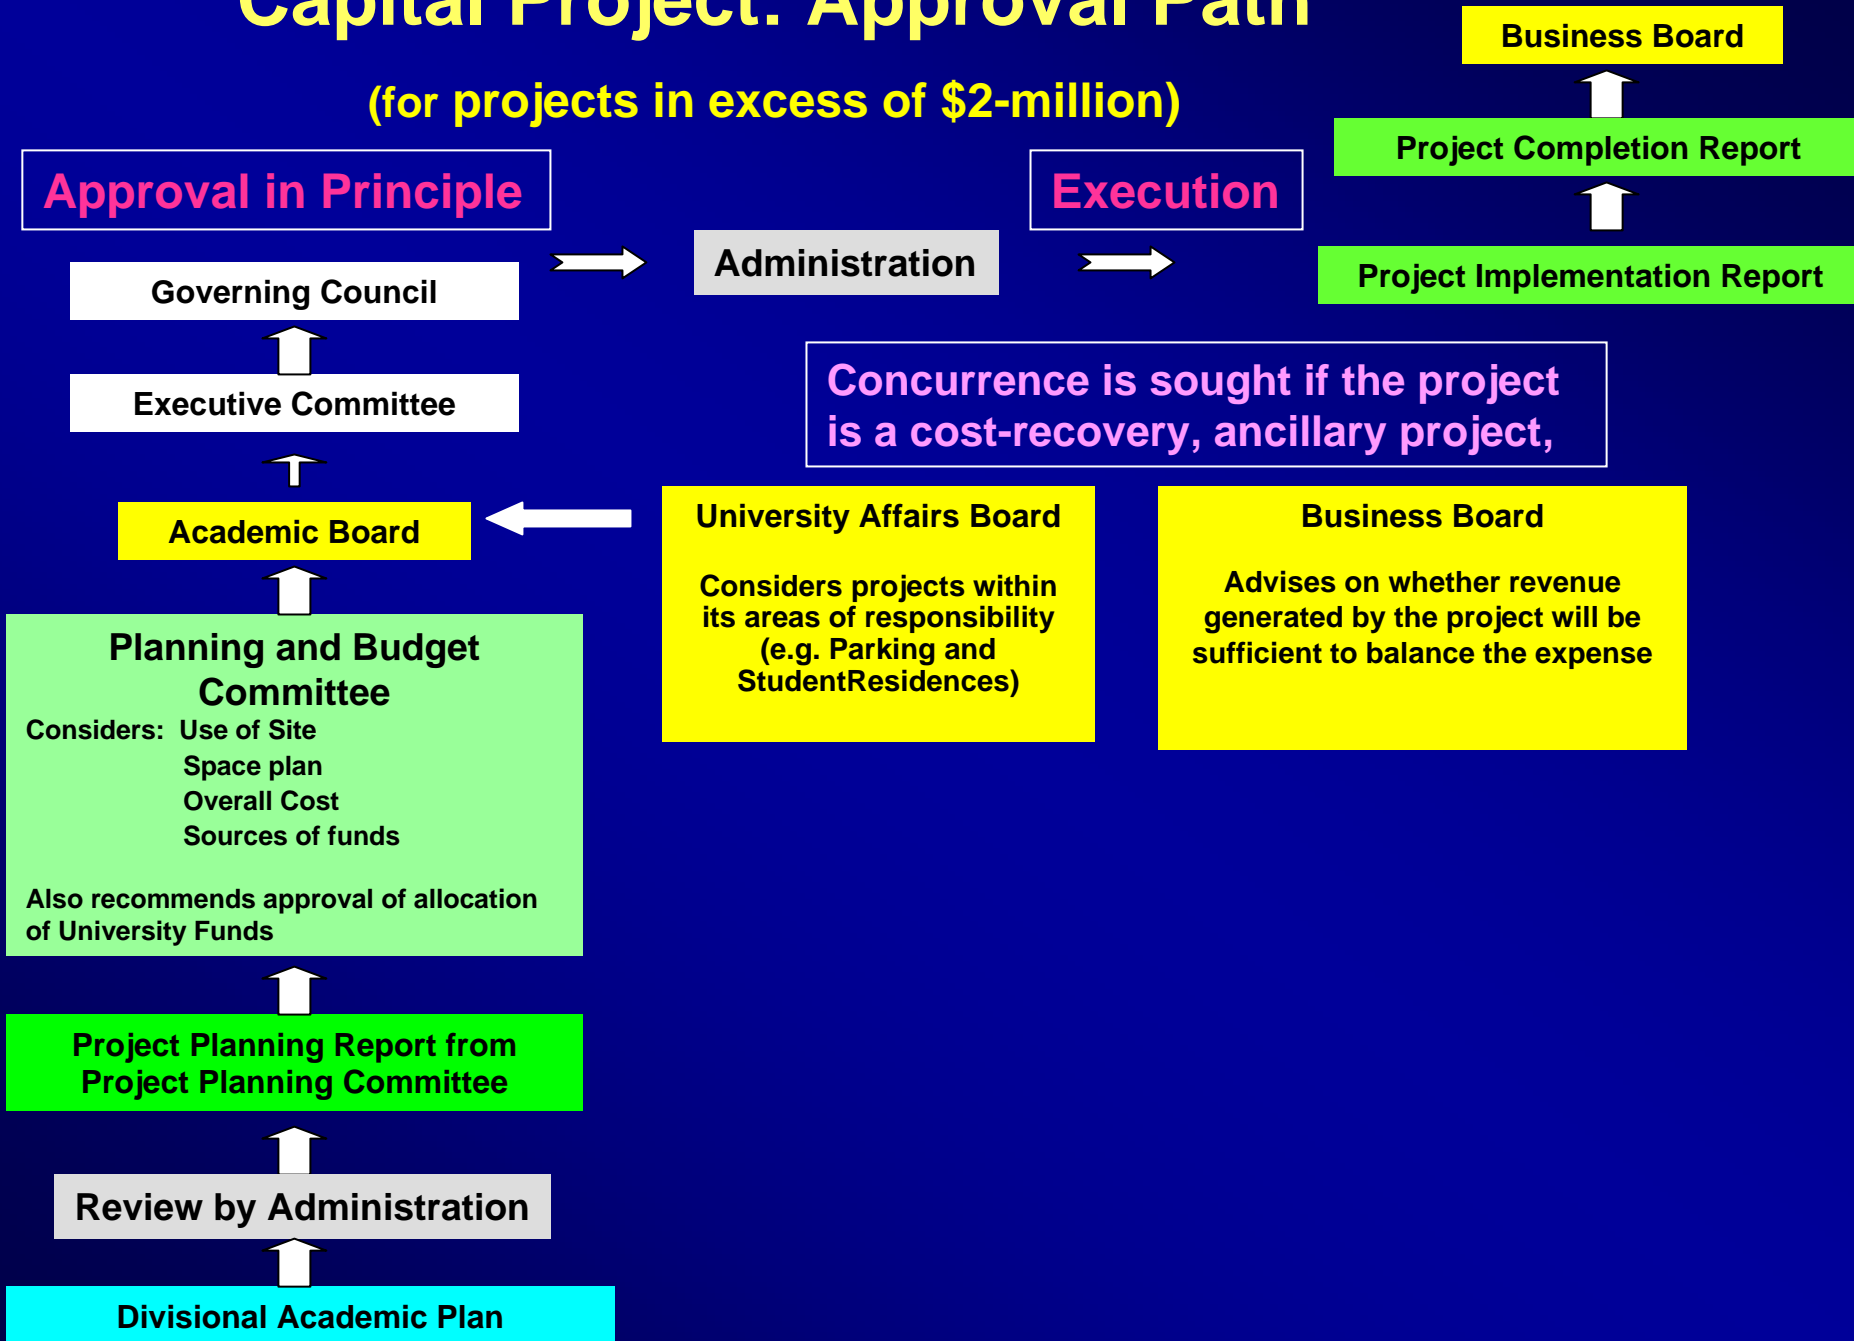 Capital Project: Approval Path
(for projects in excess of $2-million)
Business Board
Project Completion Report
Project Implementation Report
Approval in Principle
Execution
Administration
Governing Council
Executive Committee
Academic Board
Concurrence is sought if the project
is a cost-recovery, ancillary project,
University Affairs Board
Considers projects within
its areas of responsibility
(e.g. Parking and
StudentResidences)
Business Board
Advises on whether revenue
generated by the project will be
sufficient to balance the expense
Planning and Budget
Committee
Considers: Use of Site
Space plan
Overall Cost
Sources of funds
Also recommends approval of allocation
of University Funds
Project Planning Report from
Project Planning Committee
Review by Administration
Divisional Academic Plan